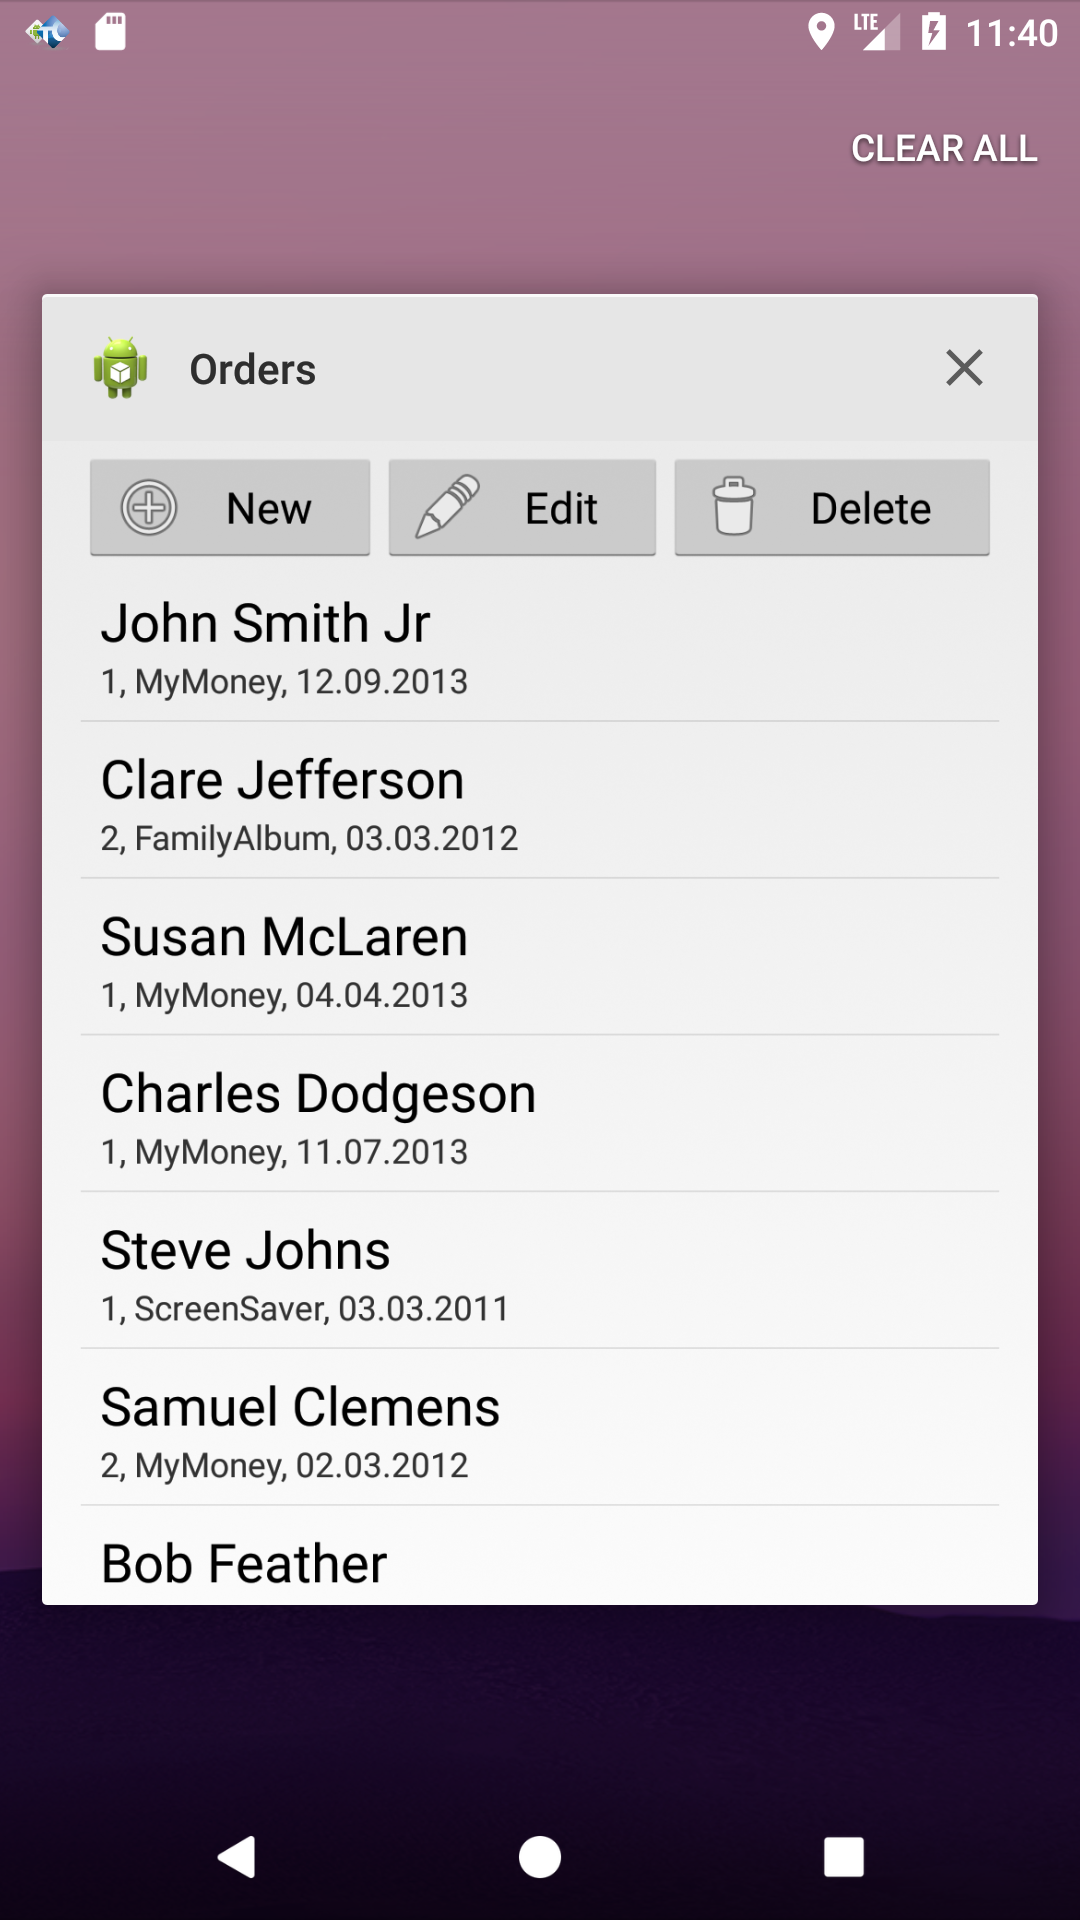 LTE 11:40
CLEAR ALL
Orders
New Edit Delete
John Smith Jr
1, MyMoney, 12.09.2013
Clare Jefferson
2, FamilyAlbum, 03.03.2012
Susan McLaren
1, MyMoney, 04.04.2013
Charles Dodgeson
1, MyMoney, 11.07.2013
Steve Johns
1, ScreenSaver, 03.03.2011
Samuel Clemens
2, MyMoney, 02.03.2012
Bob Feather